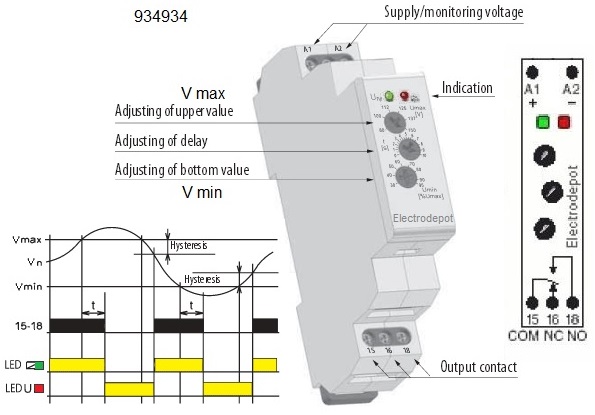 934934
Supply/monitoring voltage
A1 A2
V max
Adjusting of upper value
Adjusting of delay
Adjusting of bottom value
V min
Indication
Un
Umax
[V]
Umin
[%Umax]
Electrodepot
A1 A2
+ −
Electrodepot
15 16 18
COM NC NO
Vmax
Vn
Vmin
Hysteresis
Hysteresis
t t
15-18
LED
LED U
15 16 18
Output contact